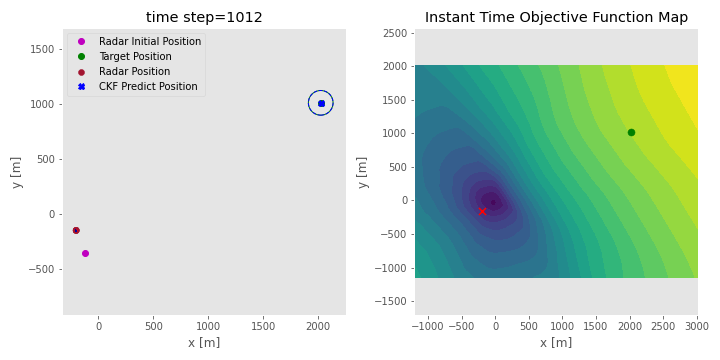 time step=1012
Radar Initial Position
Target Position
Radar Position
CKF Predict Position
1500
1000
500
0
−500
y [m]
0
500
1000
1500
2000
x [m]
Instant Time Objective Function Map
2500
2000
1500
1000
500
0
−500
−1000
−1500
y [m]
−1000
−500
0
500
1000
1500
2000
2500
3000
x [m]